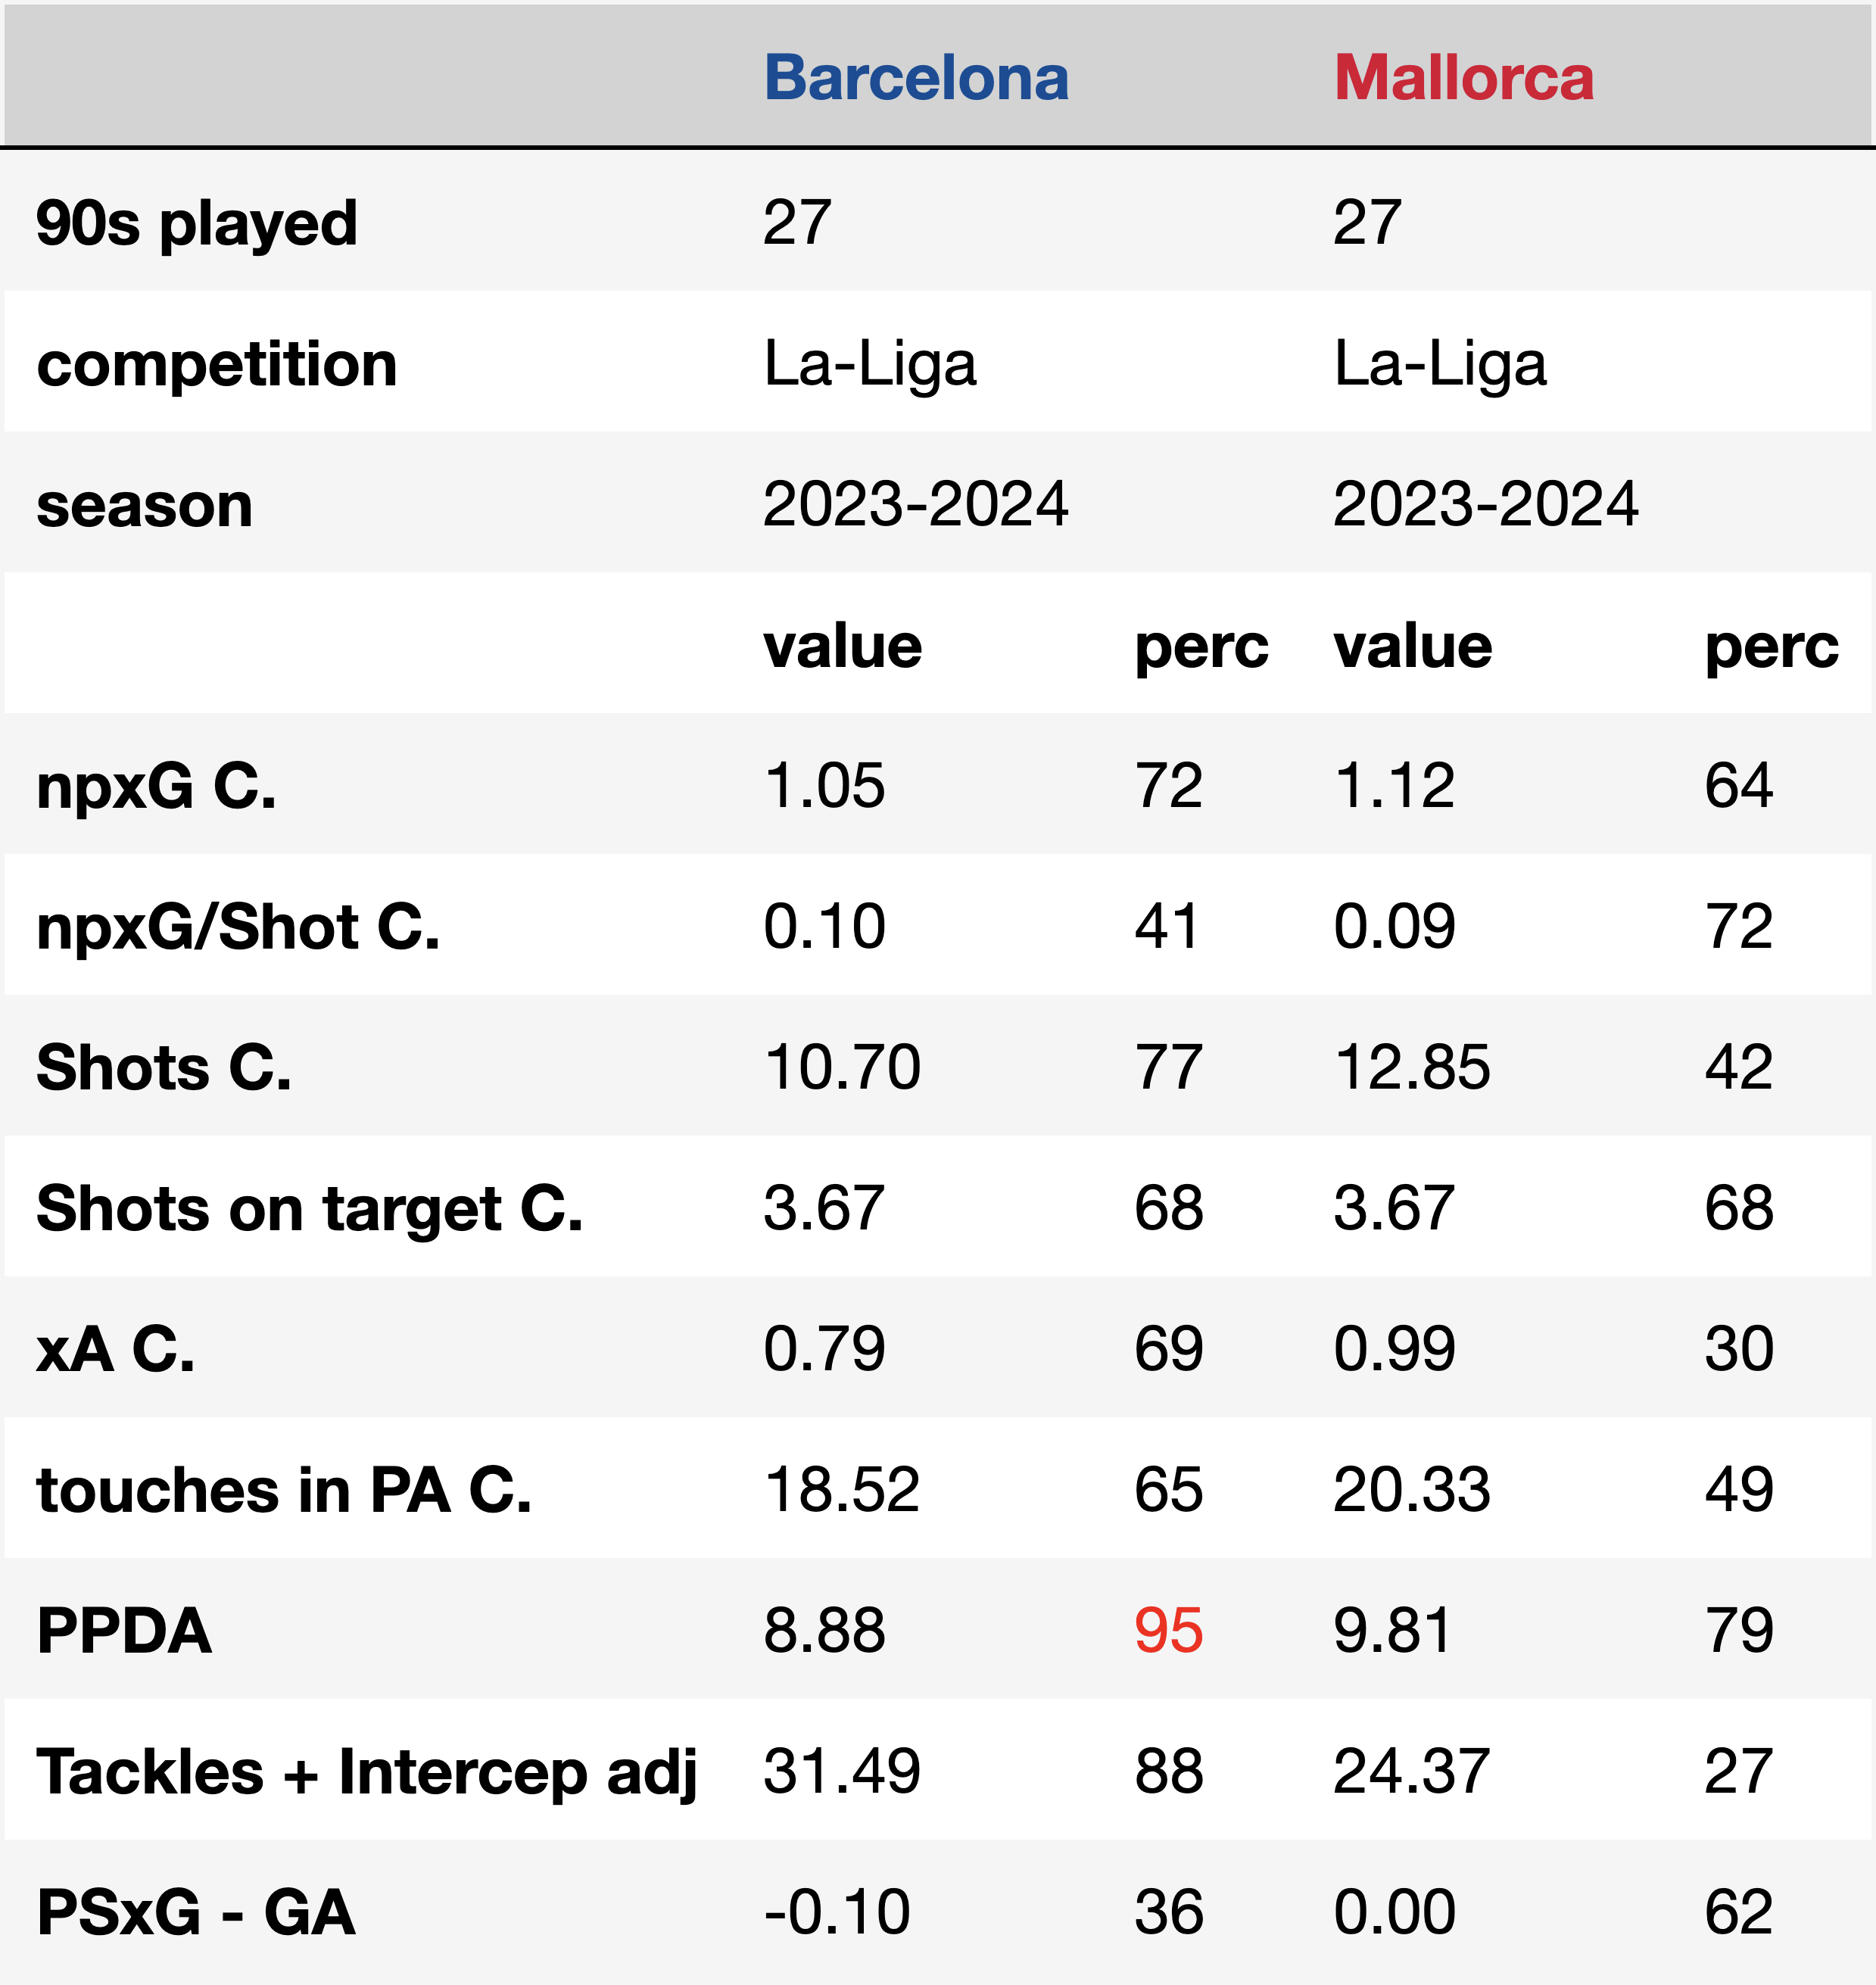 Barcelona Mallorca
90s played 27 27
competition La-Liga La-Liga
season 2023-2024 2023-2024
value perc value perc
npxG C. 1.05 72 1.12 64
npxG/Shot C. 0.10 41 0.09 72
Shots C. 10.70 77 12.85 42
Shots on target C. 3.67 68 3.67 68
xA C. 0.79 69 0.99 30
touches in PA C. 18.52 65 20.33 49
PPDA 8.88 95 9.81 79
Tackles + Intercep adj 31.49 88 24.37 27
PSxG - GA -0.10 36 0.00 62